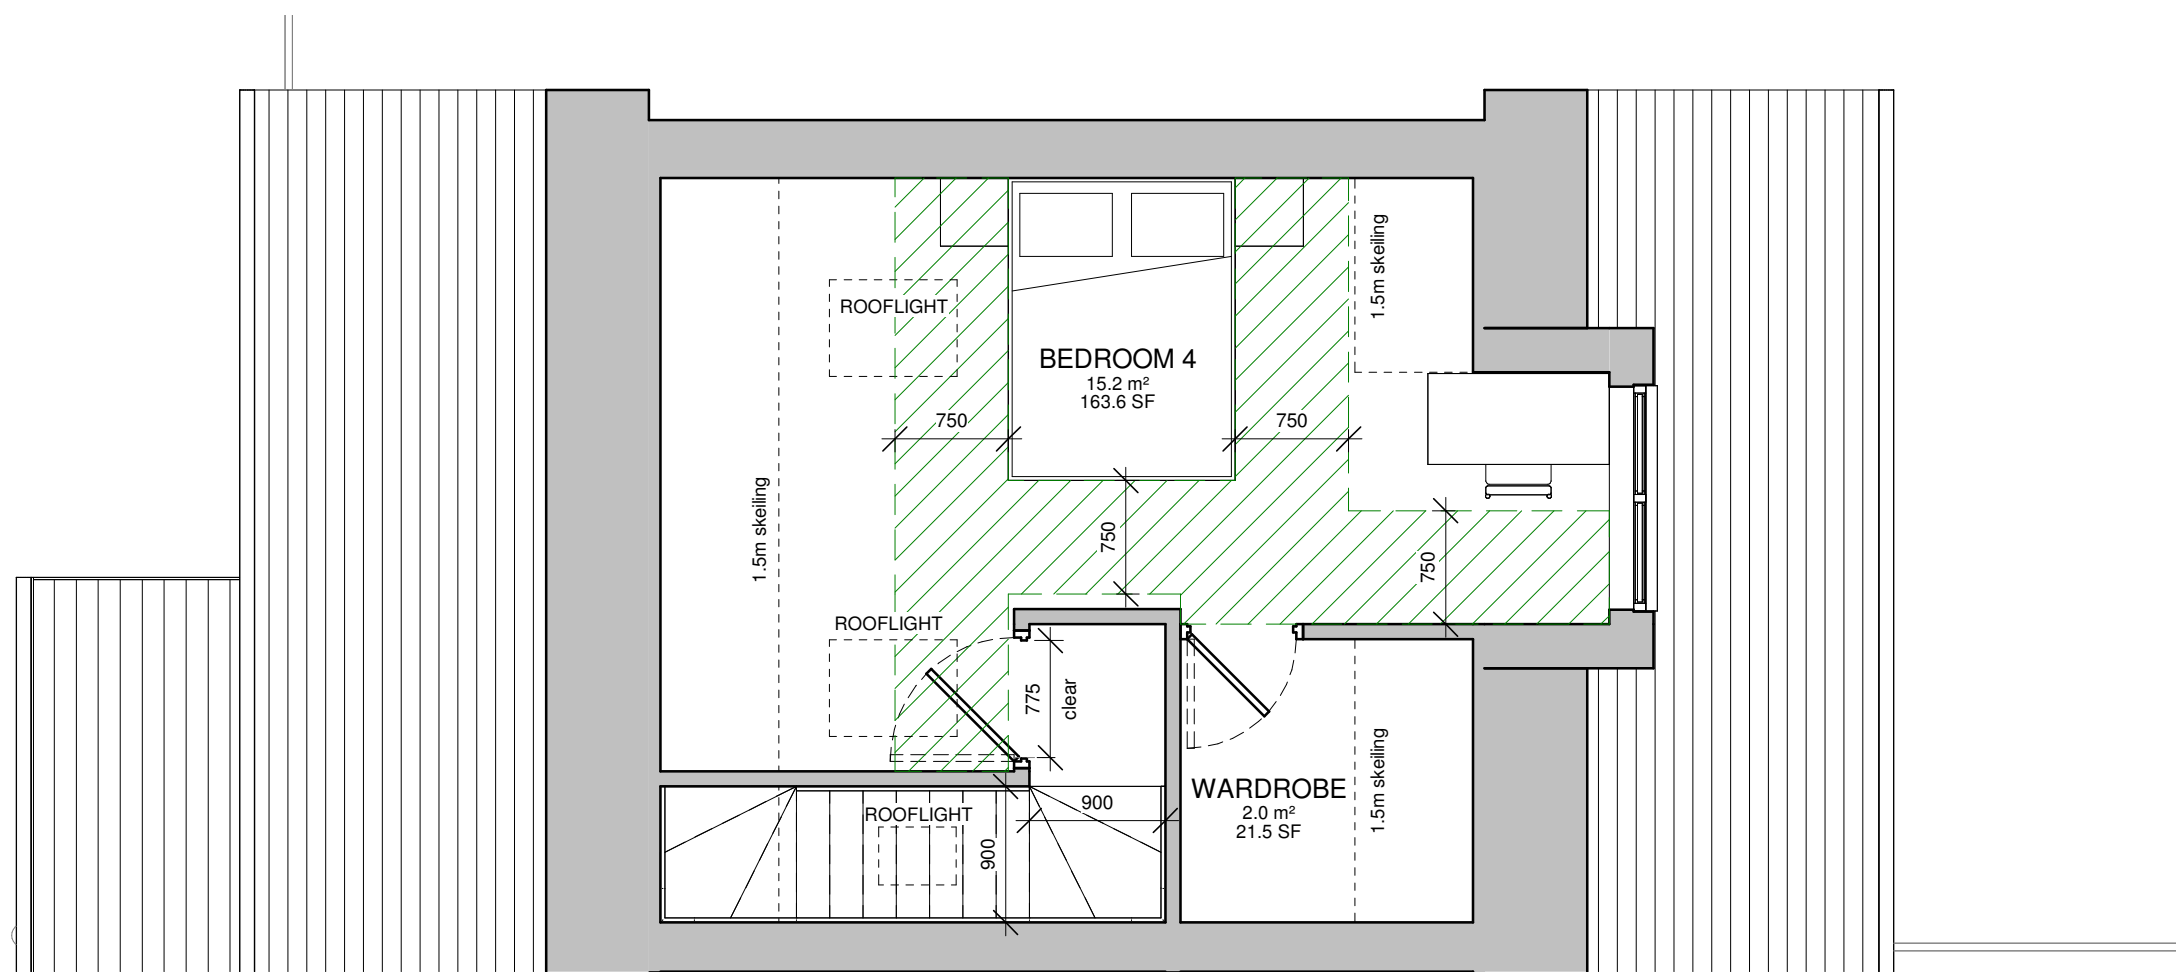 1.5m skeiling
ROOFLIGHT
BEDROOM 4
15.2 m²
163.6 SF
750
750
750
750
1.5m skeiling
ROOFLIGHT
775
clear
WARDROBE
2.0 m²
21.5 SF
1.5m skeiling
900
ROOFLIGHT
900